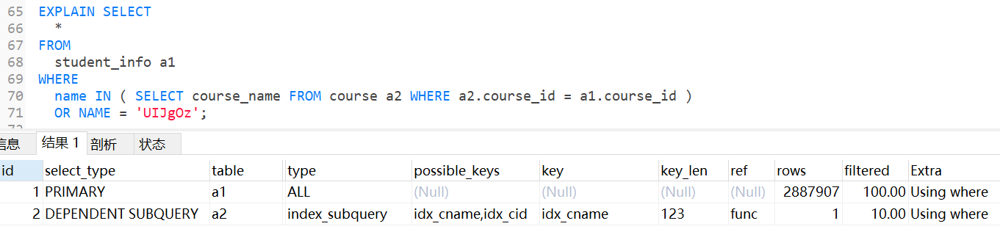 65 EXPLAIN SELECT
66 *
67 FROM
68 student_info a1
69 WHERE
70 name IN ( SELECT course_name FROM course a2 WHERE a2.course_id = a1.course_id )
71 OR NAME = 'UIJgOz';
信息 结果 1 剖析 状态
id select_type table type possible_keys key key_len ref rows filtered Extra
1 PRIMARY a1 ALL (Null) (Null) (Null) (Null) 2887907 100.00 Using where
2 DEPENDENT SUBQUERY a2 index_subquery idx_cname,idx_cid idx_cname 123 func 1 10.00 Using where